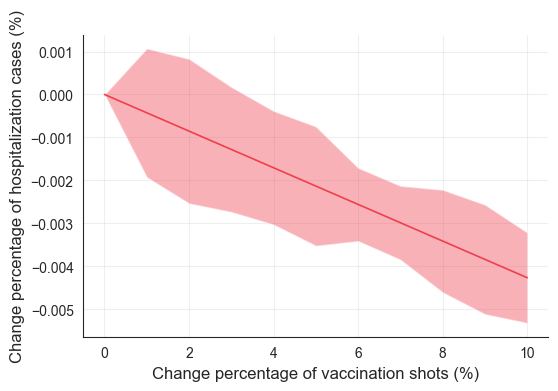 Change percentage of hospitalization cases (%)
0.001
0.000
−0.001
−0.002
−0.003
−0.004
−0.005
0 2 4 6 8 10
Change percentage of vaccination shots (%)